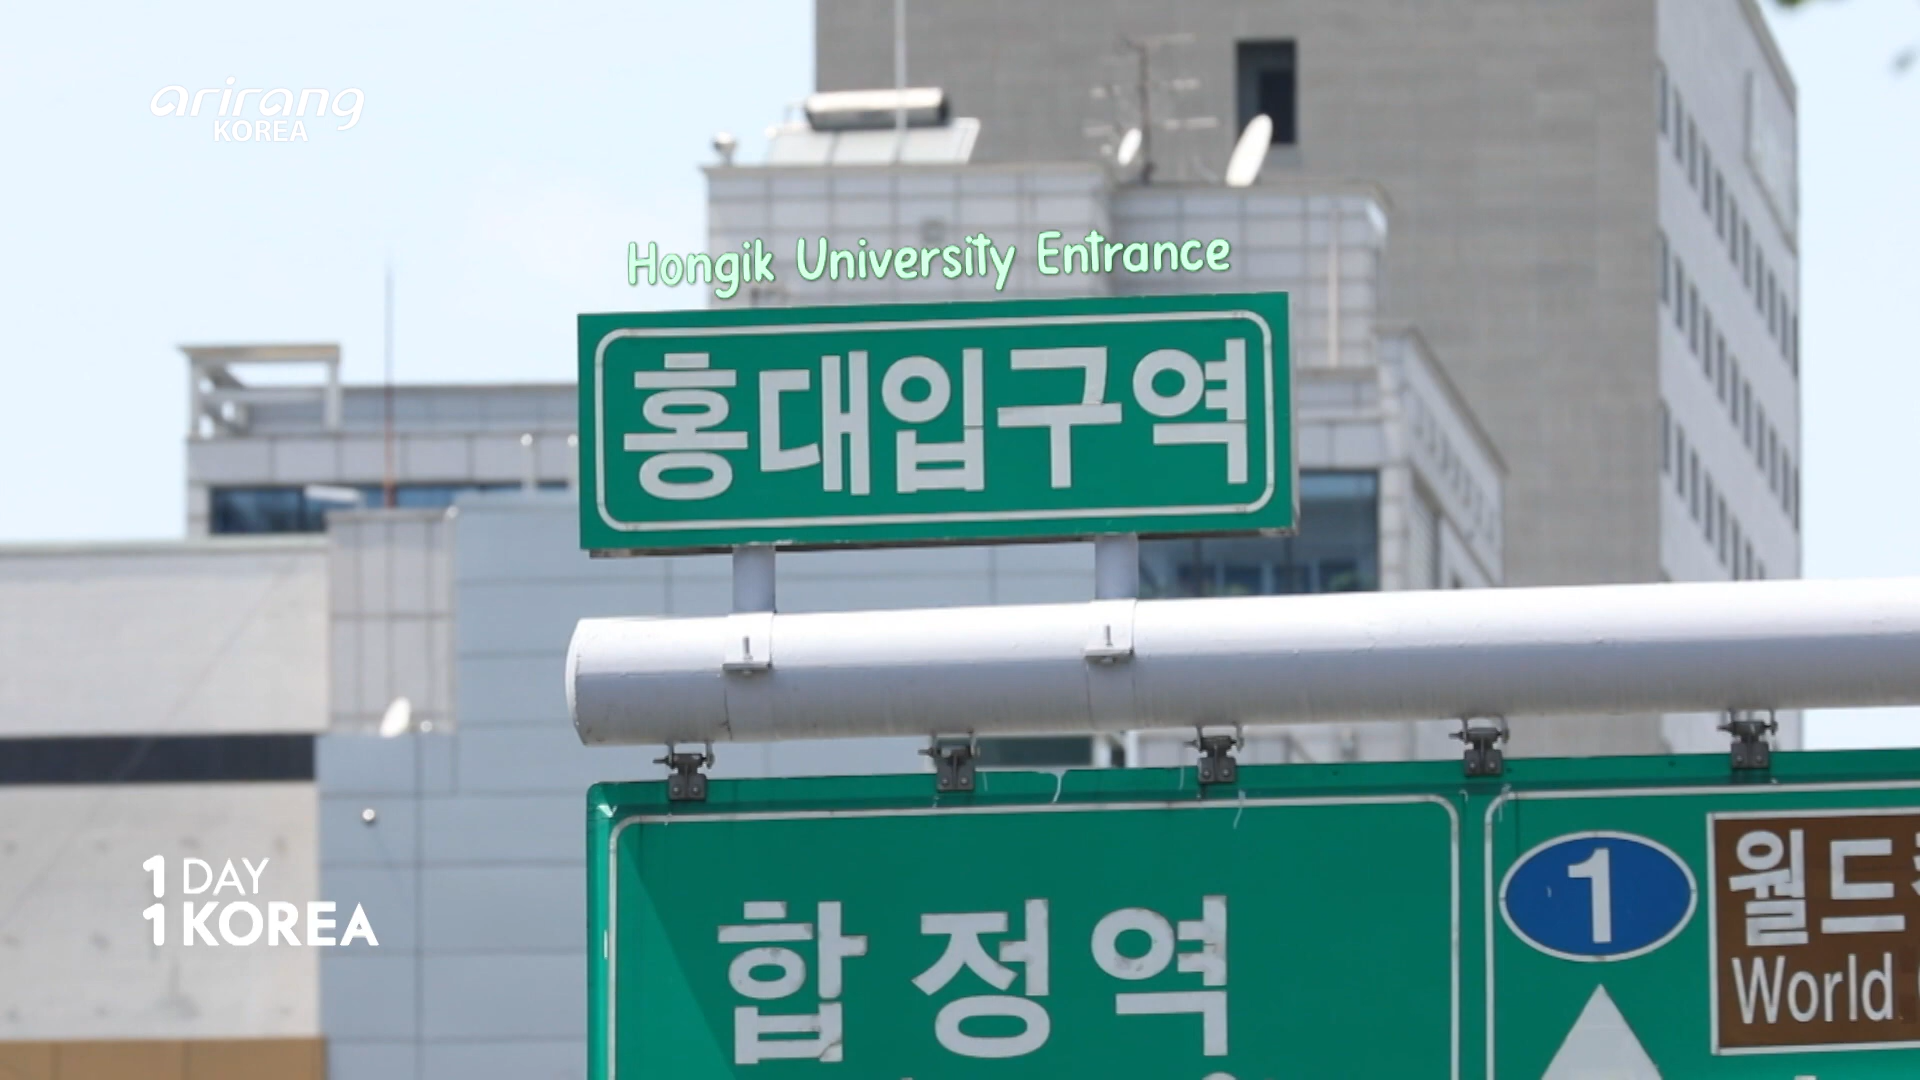 arirang
KOREA
Hongik University Entrance
홍대입구역
합정역
1
월드
World
1 DAY
1 KOREA